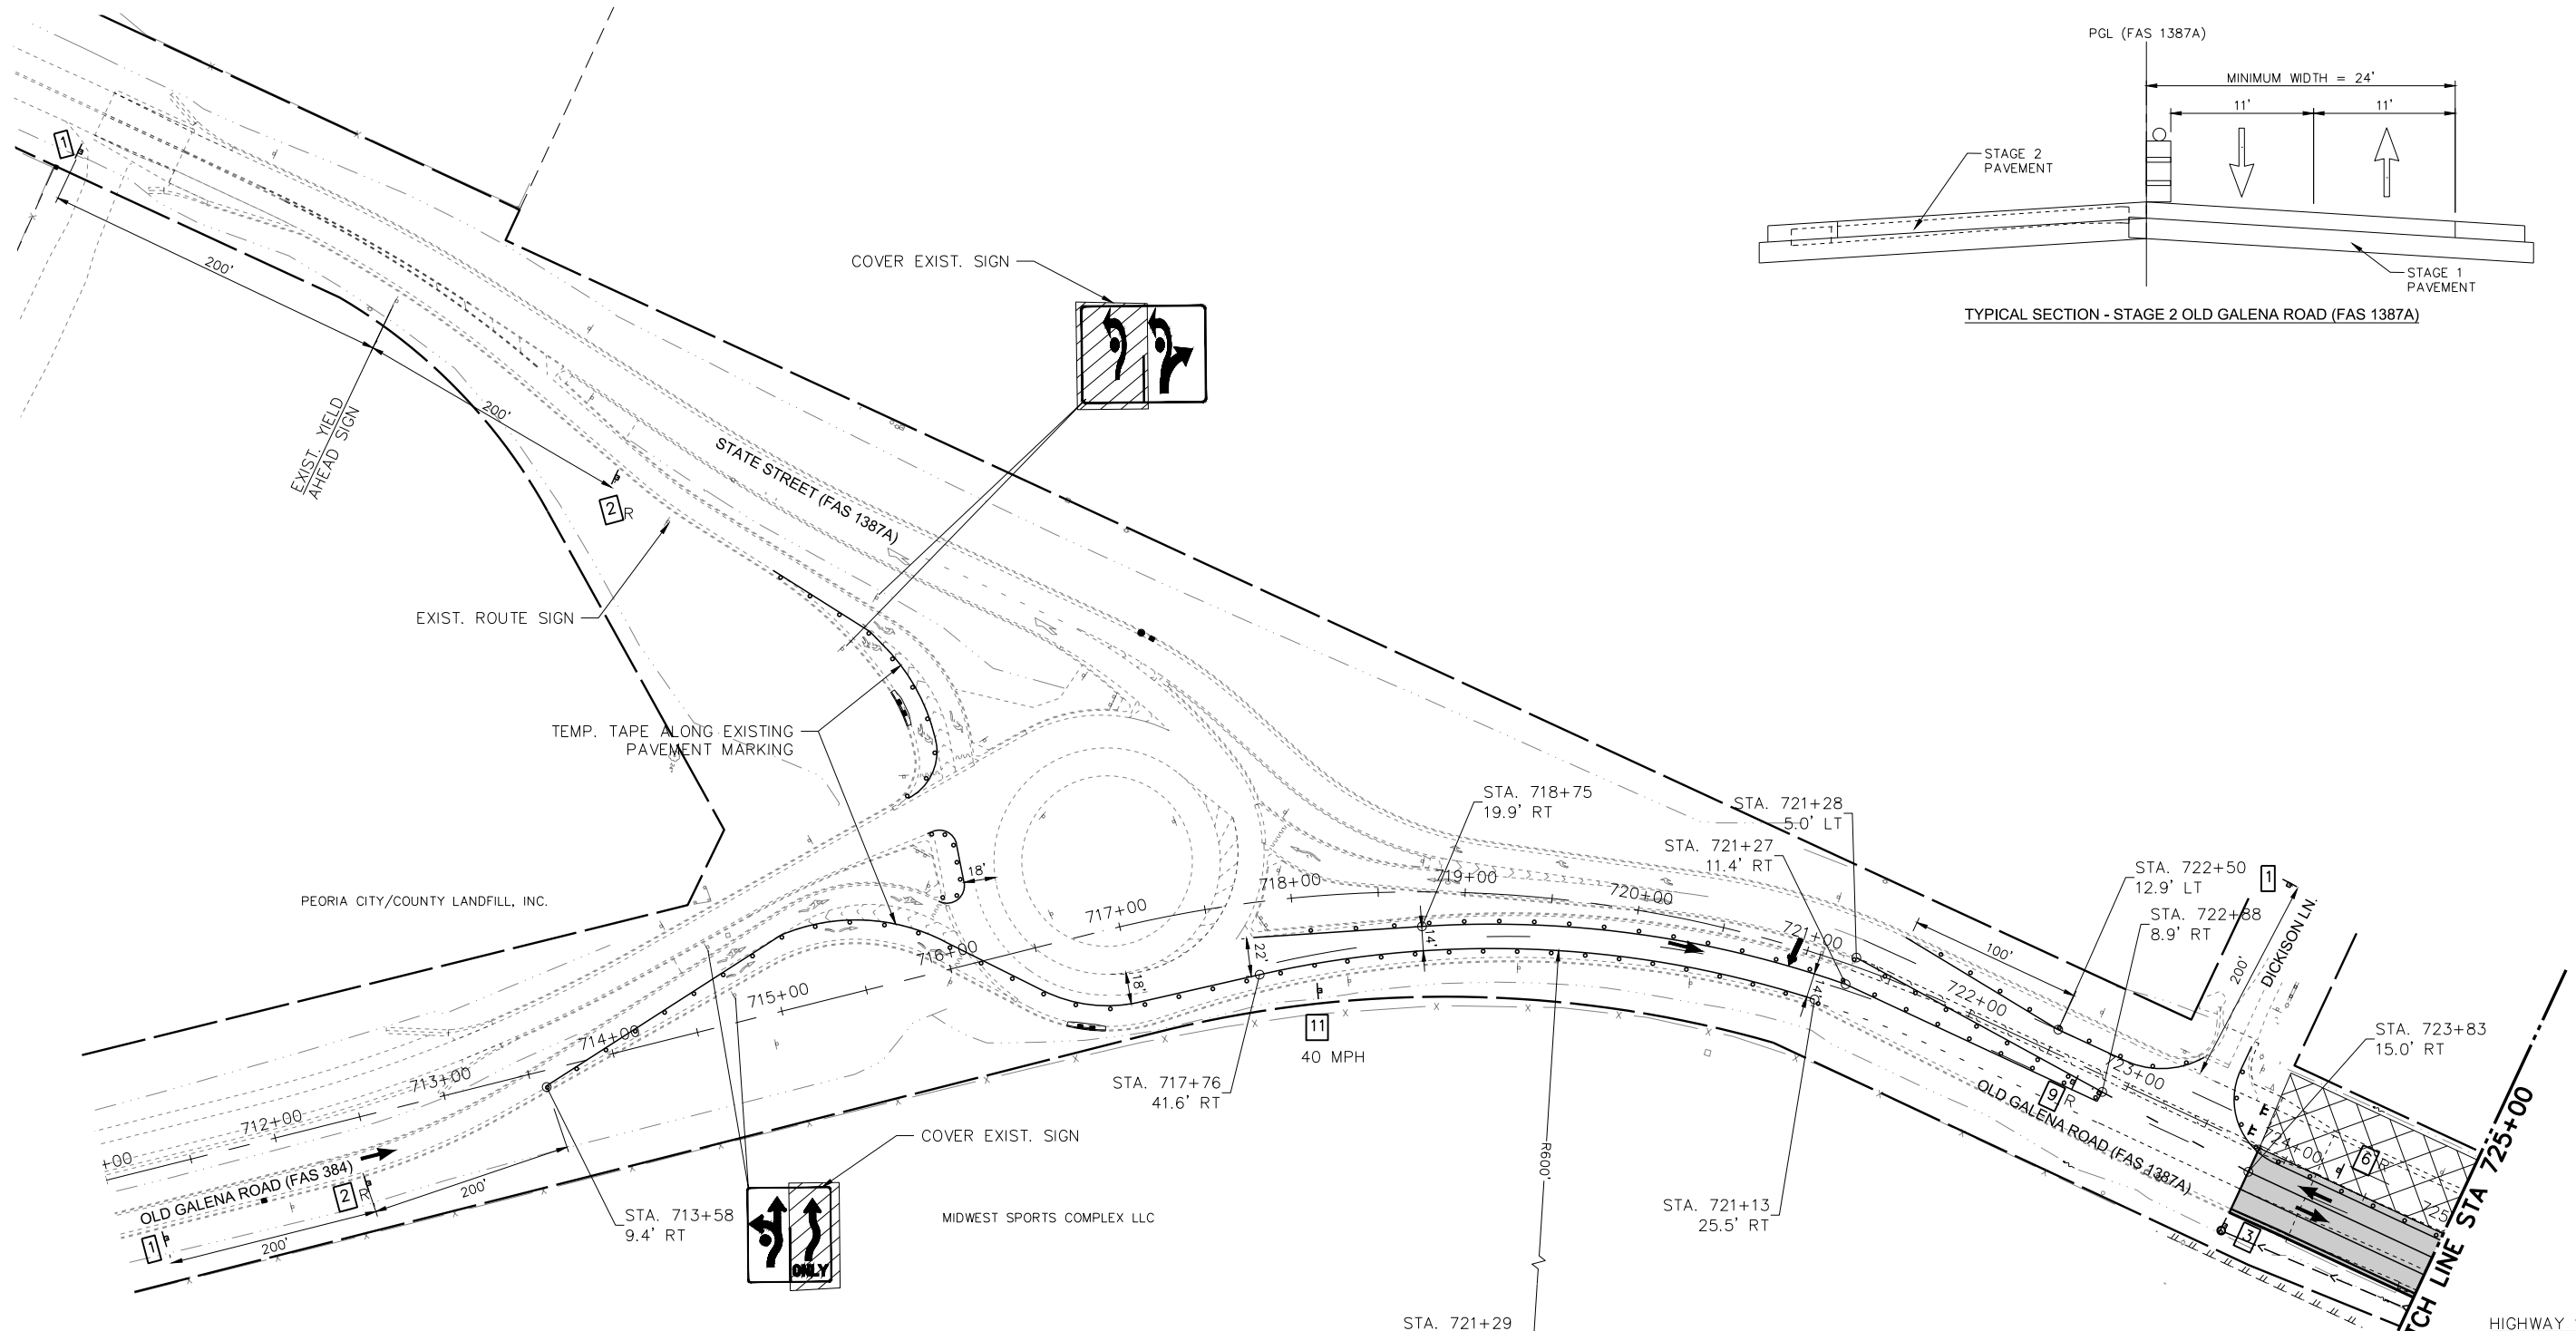 PGL (FAS 1387A)
MINIMUM WIDTH = 24'
11'
11'
STAGE 2
PAVEMENT
STAGE 1
PAVEMENT
TYPICAL SECTION - STAGE 2 OLD GALENA ROAD (FAS 1387A)
1
200'
COVER EXIST. SIGN
EXIST. YIELD
AHEAD SIGN
200'
2 R
STATE STREET (FAS 1387A)
EXIST. ROUTE SIGN
TEMP. TAPE ALONG EXISTING
PAVEMENT MARKING
PEORIA CITY/COUNTY LANDFILL, INC.
18'
18'
22'
14'
14'
STA. 718+75
19.9' RT
STA. 721+28
5.0' LT
STA. 721+27
11.4' RT
STA. 722+50
12.9' LT
STA. 722+88
8.9' RT
1
DICKISON LN.
200'
100'
STA. 723+83
15.0' RT
+00
712+00
713+00
714+00
715+00
716+00
717+00
718+00
719+00
720+00
721+00
722+00
723+00
724+00
725
11
40 MPH
STA. 717+76
41.6' RT
R600'
9 R
OLD GALENA ROAD (FAS 1387A)
6 R
3
MATCH LINE STA 725+00
OLD GALENA ROAD (FAS 384)
2 R
1
200'
200'
STA. 713+58
9.4' RT
COVER EXIST. SIGN
ONLY
MIDWEST SPORTS COMPLEX LLC
STA. 721+13
25.5' RT
STA. 721+29
HIGHWAY